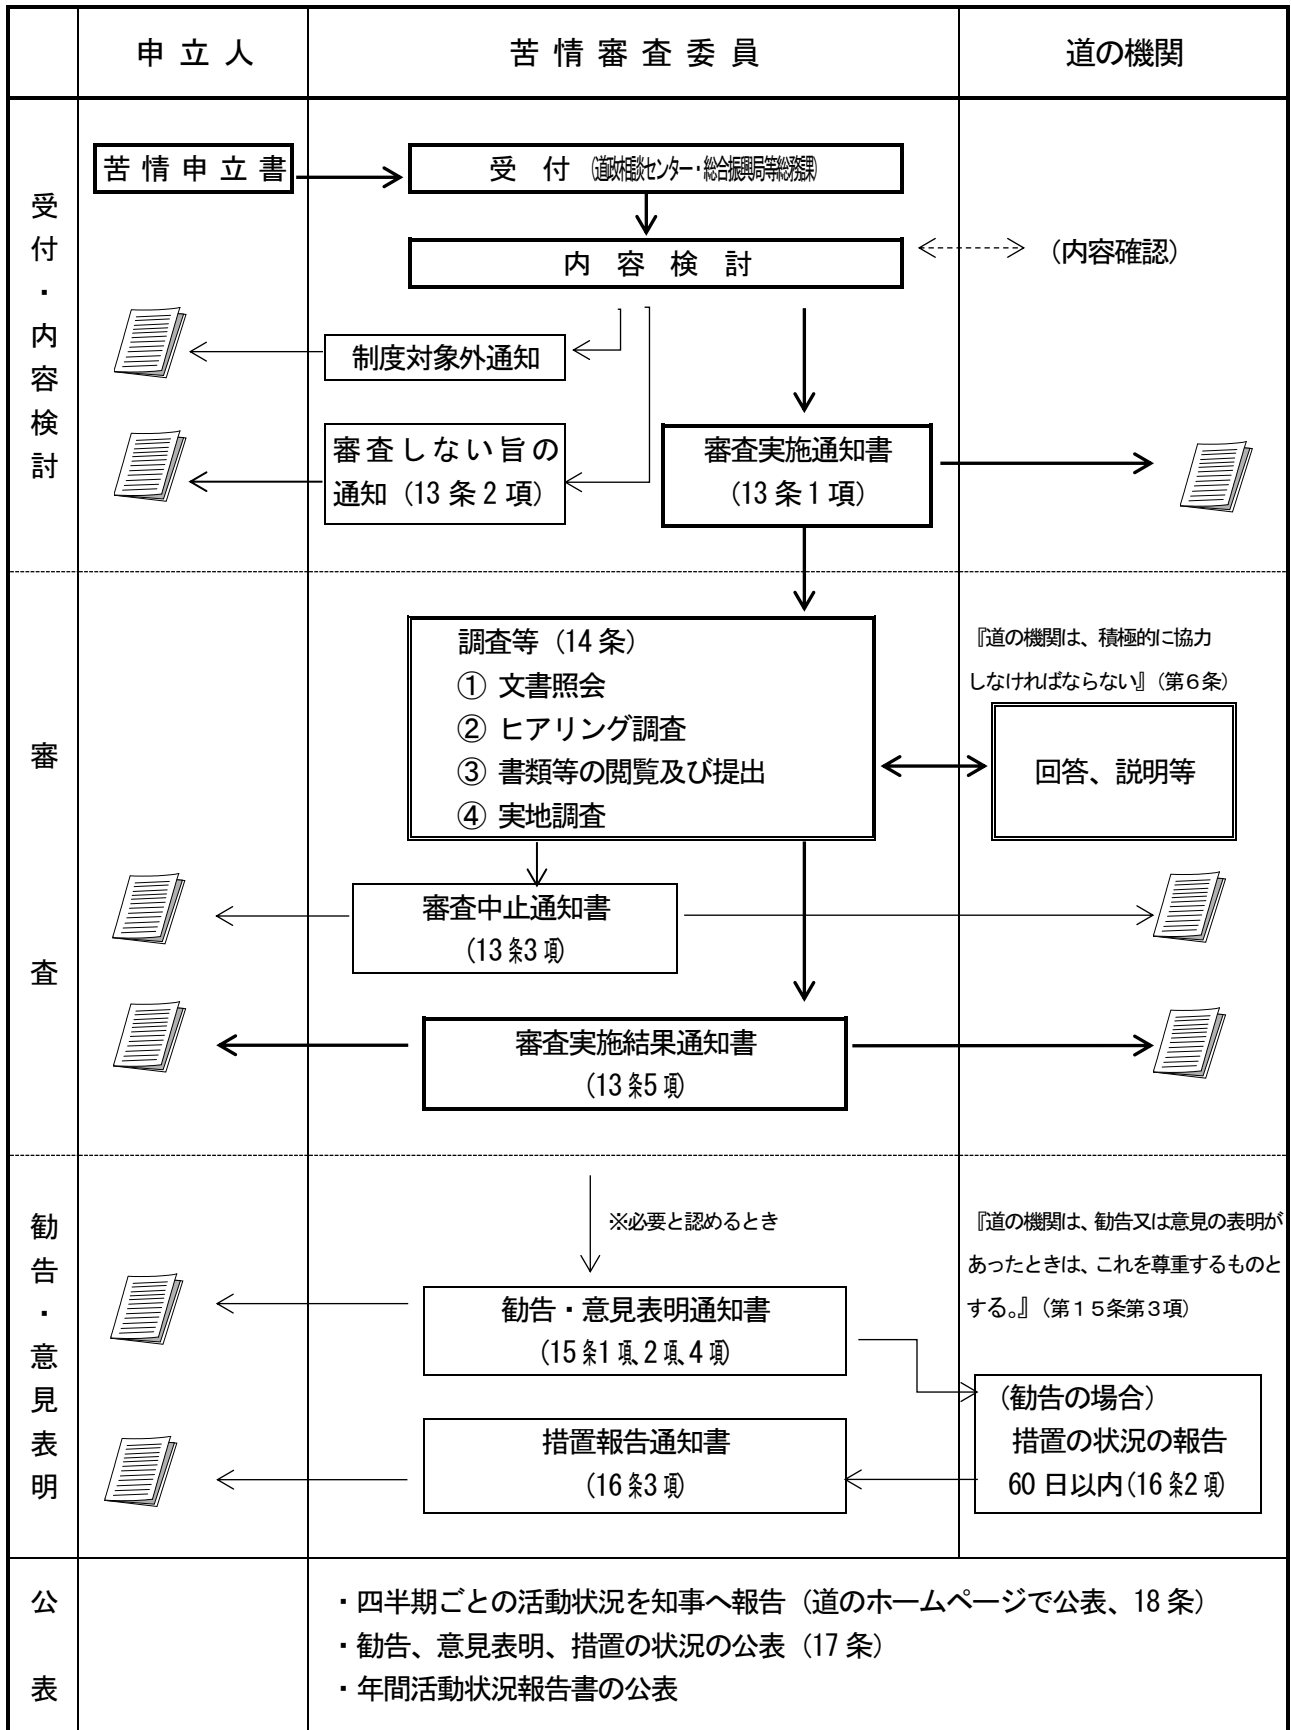 申立人
苦情審査委員
道の機関
受付・内容検討
苦情申立書
受 付 (道政相談センター・総合振興局等総務課)
内容検討
(内容確認)
制度対象外通知
審査しない旨の
通知(13条2項)
審査実施通知書
(13条1項)
審査
調査等(14条)
① 文書照会
② ヒアリング調査
③ 書類等の閲覧及び提出
④ 実地調査
『道の機関は、積極的に協力
しなければならない』(第6条)
回答、説明等
審査中止通知書
(13条3項)
審査実施結果通知書
(13条5項)
勧告・意見表明
※必要と認めるとき
『道の機関は、勧告又は意見の表明が
あったときは、これを尊重するものと
する。』(第15条第3項)
勧告・意見表明通知書
(15条1項、2項、4項)
(勧告の場合)
措置の状況の報告
60日以内(16条2項)
措置報告通知書
(16条3項)
公表
・四半期ごとの活動状況を知事へ報告(道のホームページで公表、18条)
・勧告、意見表明、措置の状況の公表(17条)
・年間活動状況報告書の公表